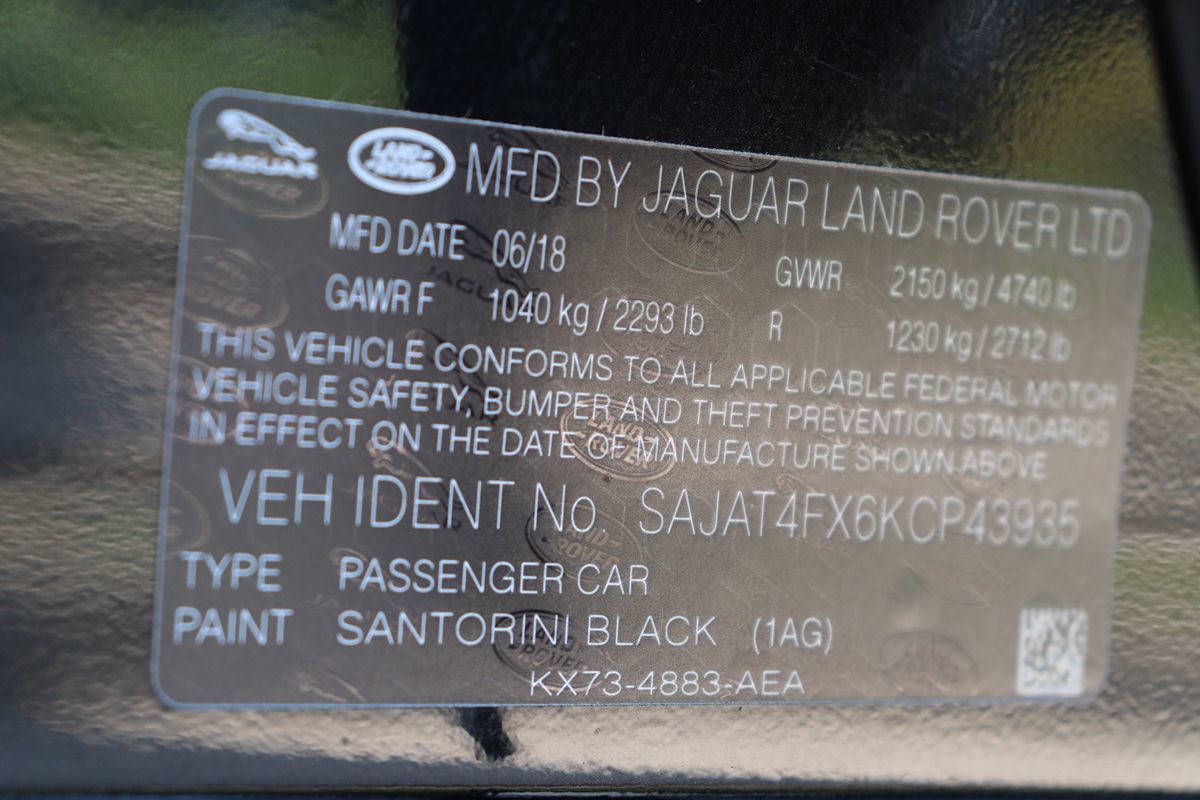 JAGUAR LAND ROVER MFD BY JAGUAR LAND ROVER LTD
MFD DATE 06/18 GVWR 2150 kg / 4740 lb
GAWR F 1040 kg / 2293 lb R 1230 kg / 2712 lb
THIS VEHICLE CONFORMS TO ALL APPLICABLE FEDERAL MOTOR
VEHICLE SAFETY, BUMPER AND THEFT PREVENTION STANDARDS
IN EFFECT ON THE DATE OF MANUFACTURE SHOWN ABOVE
VEH IDENT No. SAJAT4FX6KCP43935
TYPE PASSENGER CAR
PAINT SANTORINI BLACK (1AG)
KX73-4883-AEA